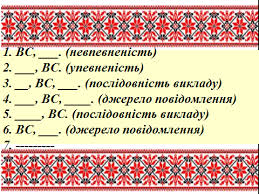 1. ВС, ___. (невпевненість)
2. ___, ВС. (упевненість)
3. __, ВС, ___. (послідовність викладу)
4. ___, ВС, ____. (джерело повідомлення)
5. ____, ВС. (послідовність викладу)
6. ВС, ___. (джерело повідомлення)
7. ---------